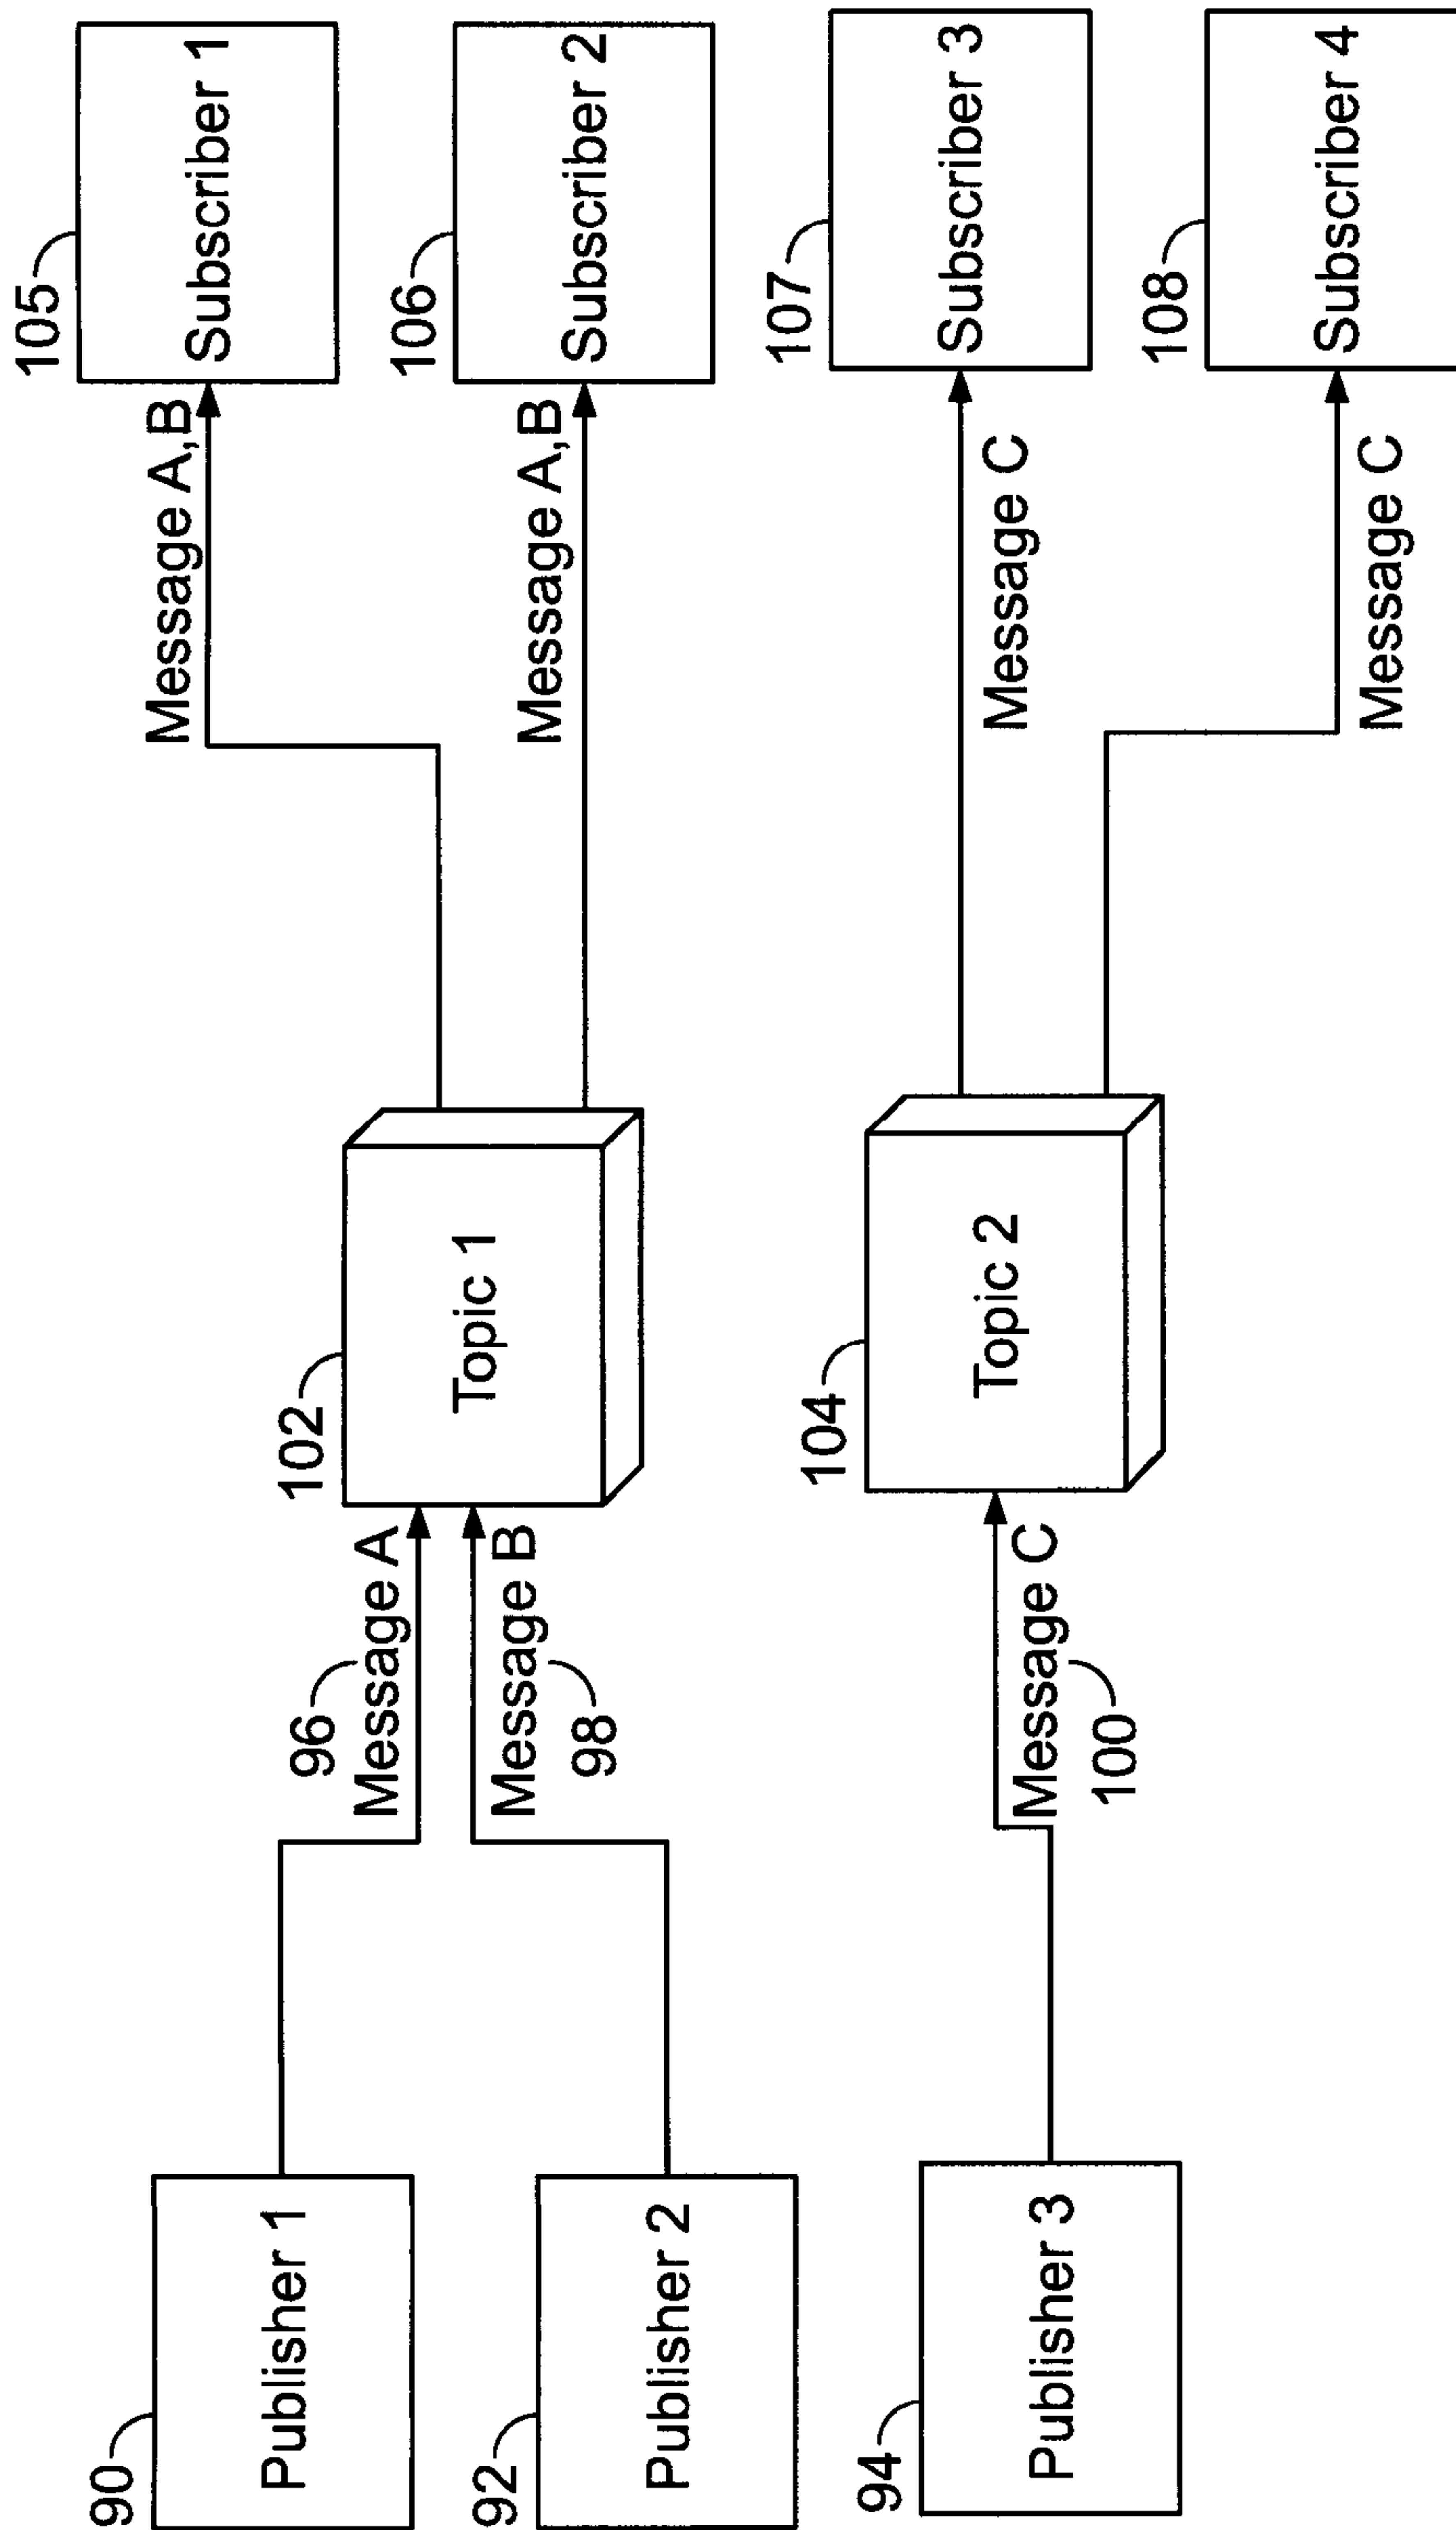 90
Publisher 1
92
Publisher 2
94
Publisher 3
96
Message A
Message B
98
Message C
100
102
Topic 1
104
Topic 2
Message A,B
Message A,B
Message C
Message C
105
Subscriber 1
106
Subscriber 2
107
Subscriber 3
108
Subscriber 4